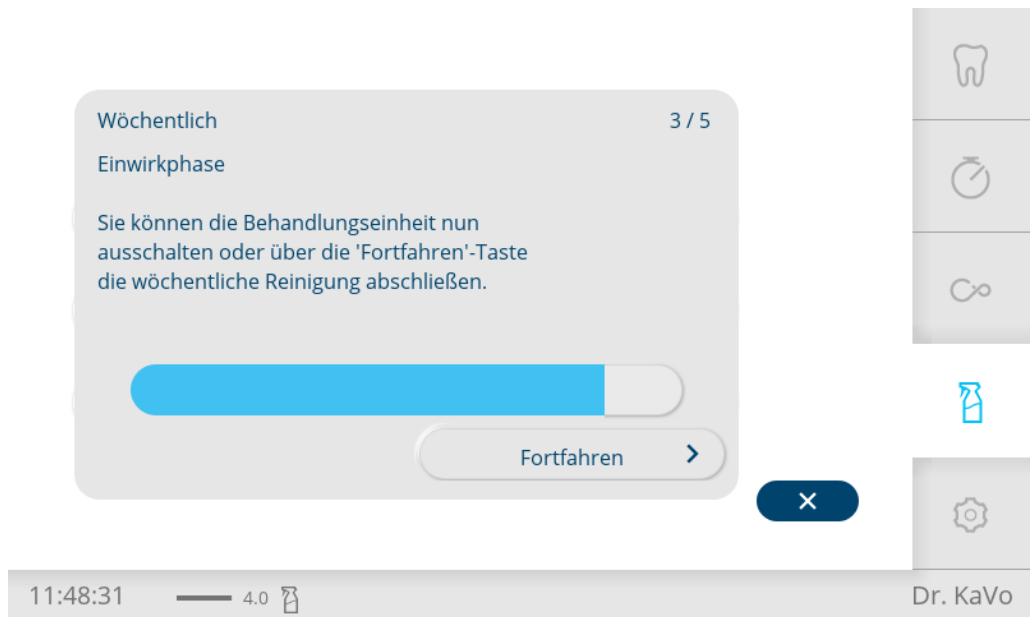 Wöchentlich 3 / 5
Einwirkphase
Sie können die Behandlungseinheit nun
ausschalten oder über die 'Fortfahren'-Taste
die wöchentliche Reinigung abschließen.
Fortfahren
11:48:31 4.0 Dr. KaVo